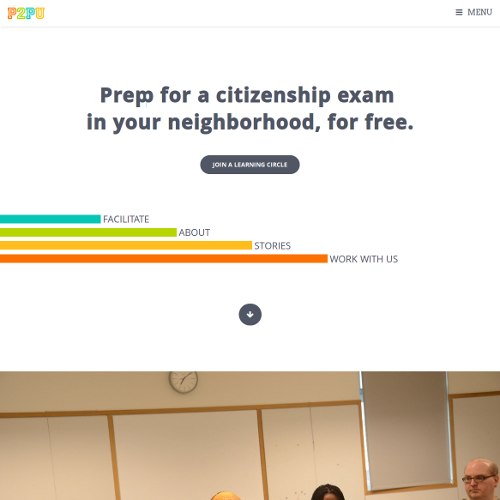 P2PU
MENU
Prep for a citizenship exam
in your neighborhood, for free.
JOIN A LEARNING CIRCLE
FACILITATE
ABOUT
STORIES
WORK WITH US